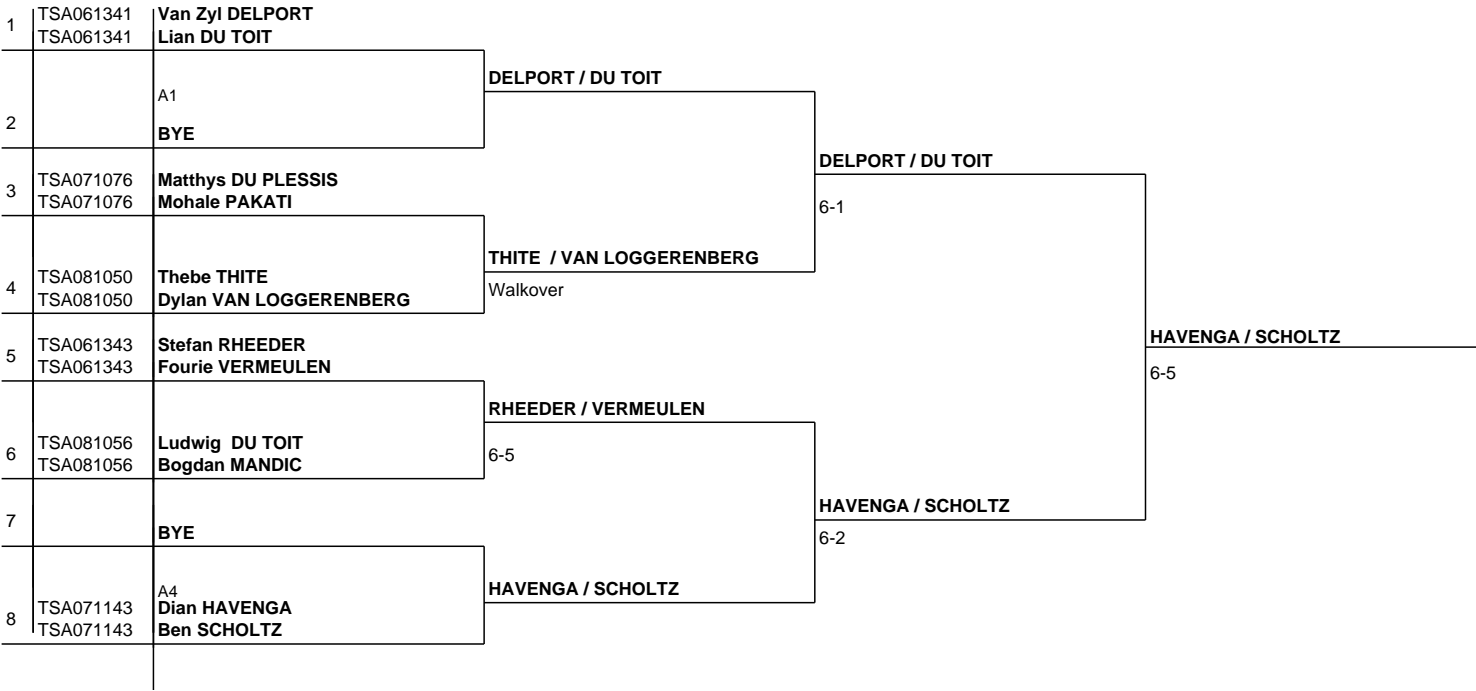 1 TSA061341 Van Zyl DELPORT
TSA061341 Lian DU TOIT
DELPORT / DU TOIT
A1
2 BYE
DELPORT / DU TOIT
3 TSA071076 Matthys DU PLESSIS
TSA071076 Mohale PAKATI
6-1
THITE / VAN LOGGERENBERG
4 TSA081050 Thebe THITE
TSA081050 Dylan VAN LOGGERENBERG
Walkover
HAVENGA / SCHOLTZ
5 TSA061343 Stefan RHEEDER
TSA061343 Fourie VERMEULEN
6-5
RHEEDER / VERMEULEN
6 TSA081056 Ludwig DU TOIT
TSA081056 Bogdan MANDIC
6-5
HAVENGA / SCHOLTZ
7 BYE
6-2
HAVENGA / SCHOLTZ
A4
8 TSA071143 Dian HAVENGA
TSA071143 Ben SCHOLTZ